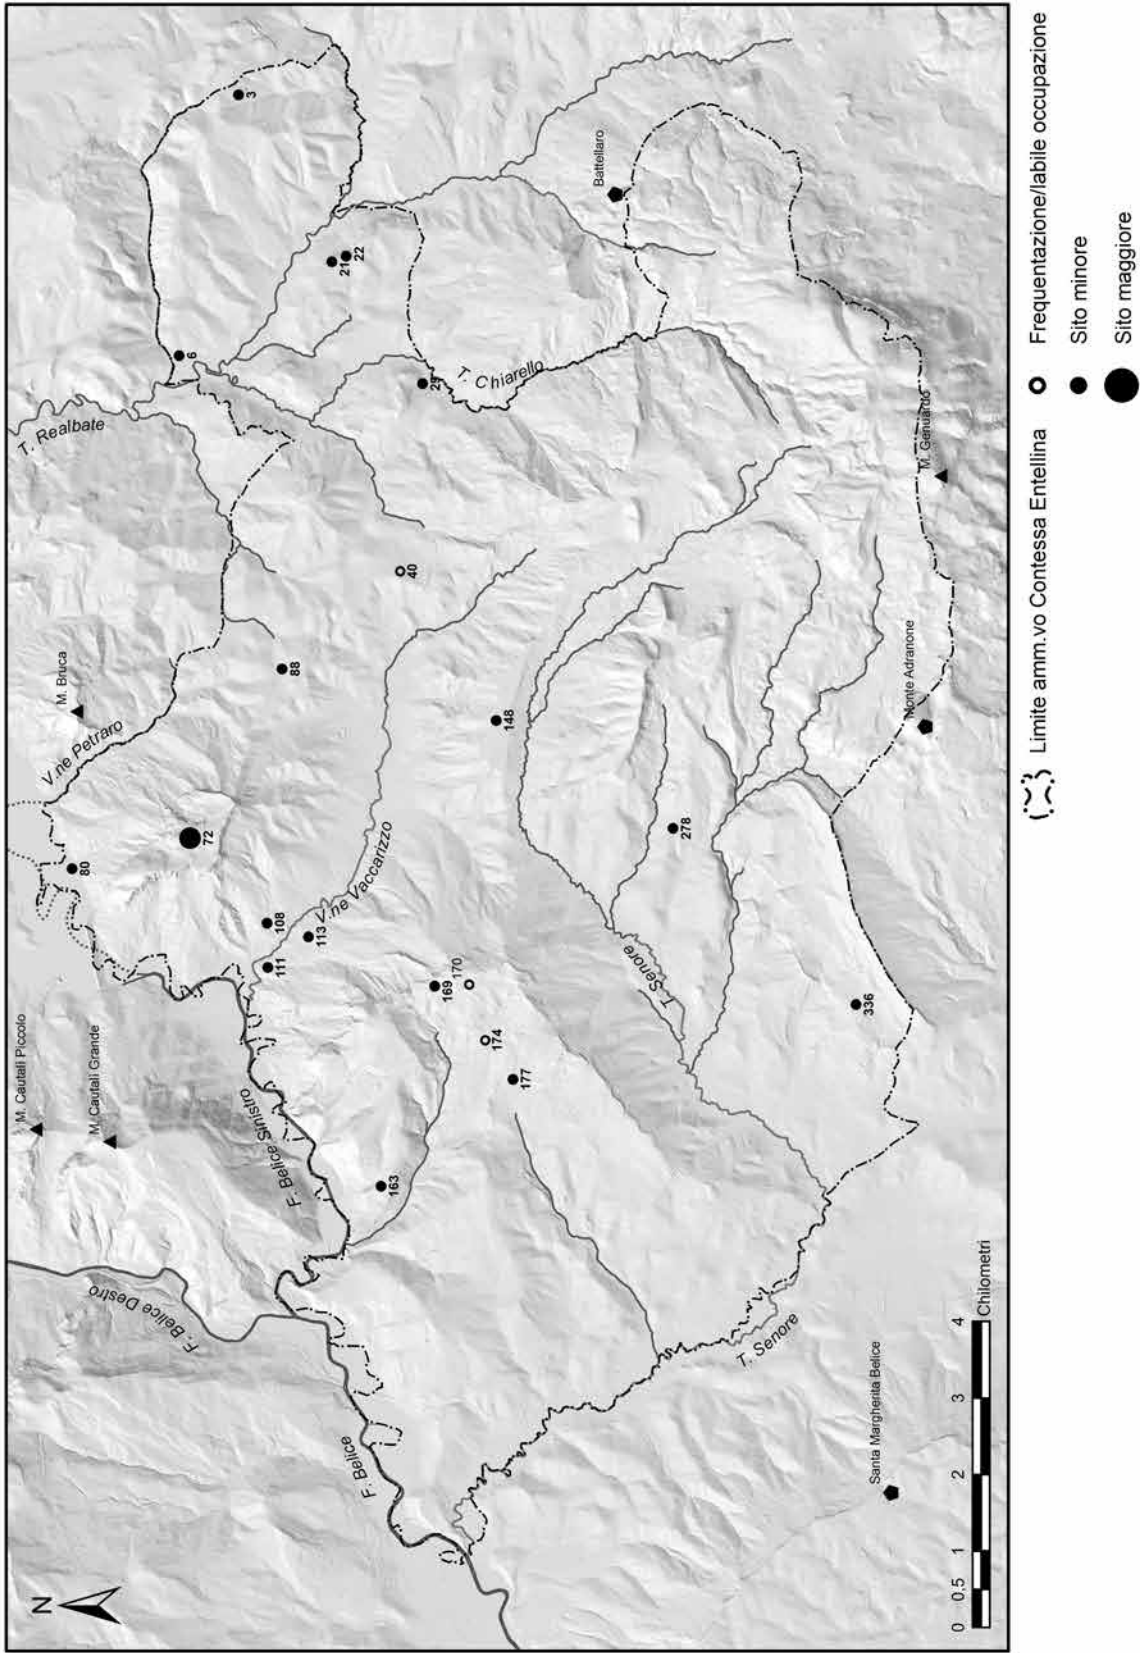 N
M. Cautali Piccolo
M. Cautali Grande
M. Bruca
T. Realbate
V.ne Petraro
80
F. Belice Destro
72
6
3
F. Belice Sinistro
111
108
88
113
21
22
V.ne Vaccarizzo
F. Belice
163
40
169
170
174
177
148
T. Chiarello
Battellaro
T. Senore
278
T. Senore
336
Santa Margherita Belice
Monte Adranone
M. Genuardo
0 0,5 1 2 3 4
Chilometri
Limite amm.vo Contessa Entellina
Frequentazione/labile occupazione
Sito minore
Sito maggiore